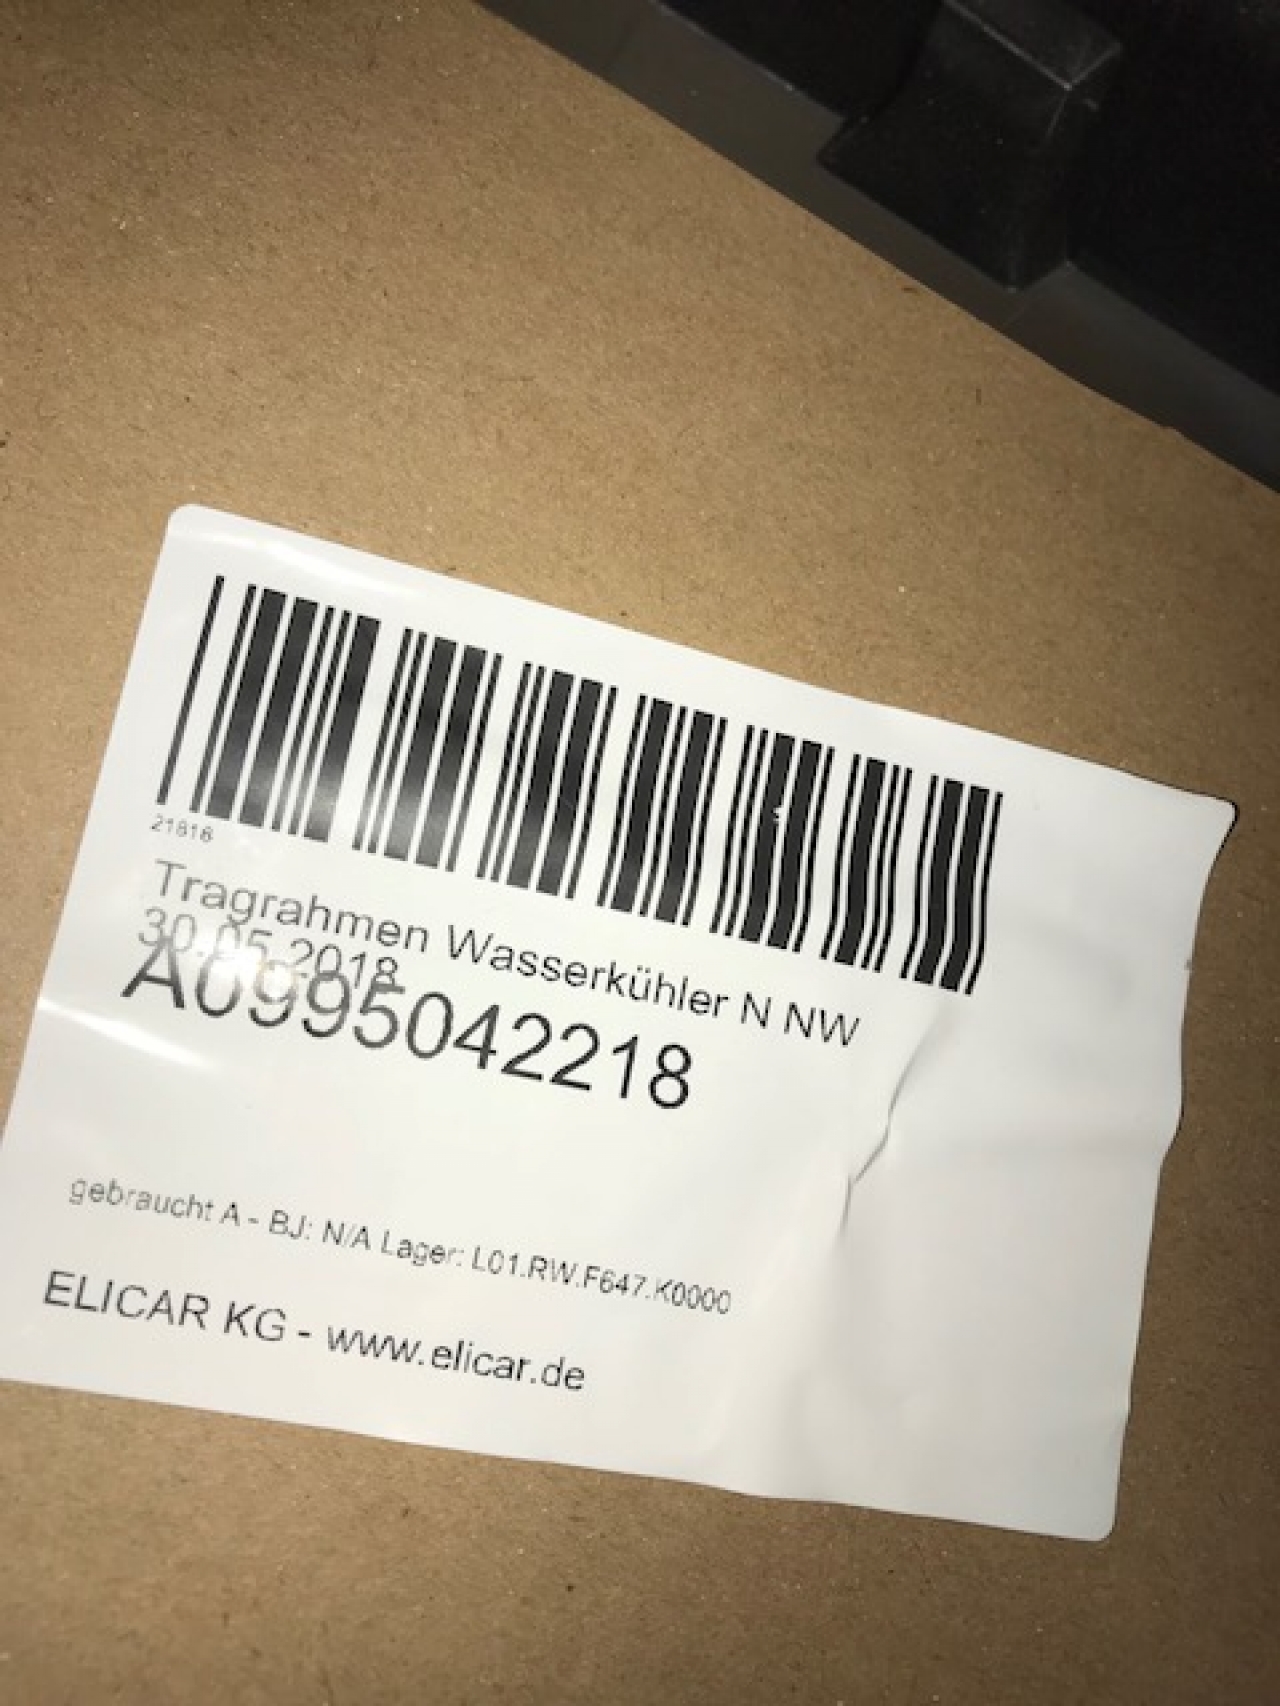 21816
Tragrahmen Wasserkühler N NW
30.05.2018
A0995042218
gebraucht A - BJ: N/A Lager: L01.RW.F647.K0000
ELICAR KG - www.elicar.de